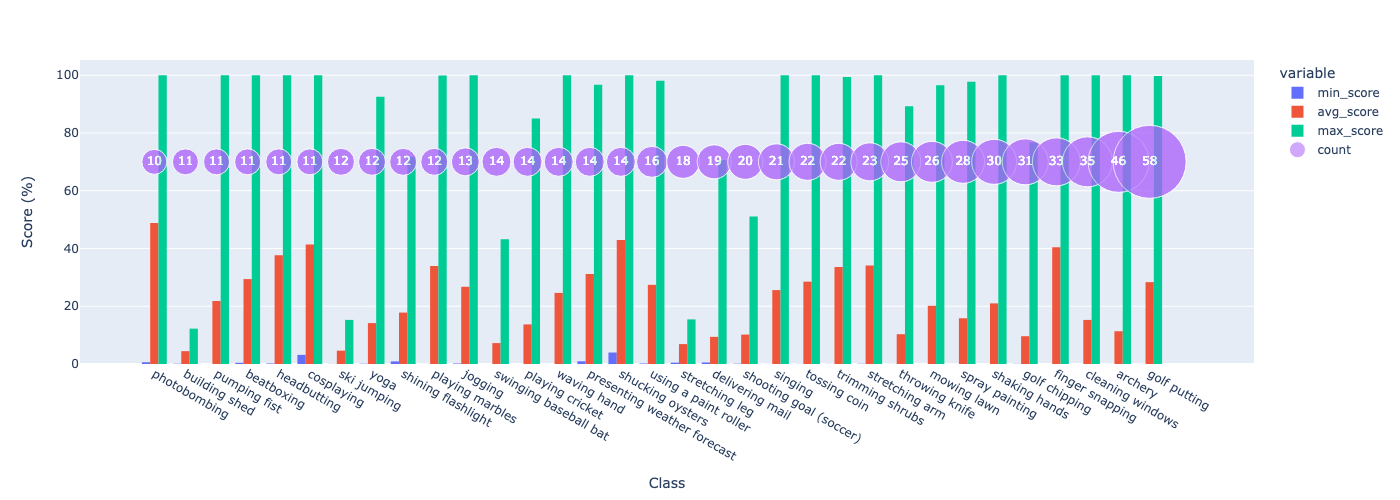 variable
min_score
avg_score
max_score
count
100
80
60
40
20
0
Score (%)
10 11 11 11 11 11 12 12 12 12 13 14 14 14 14 14 16 18 19 20 21 22 22 23 25 26 28 30 31 33 35 46 58
photobombing
building shed
pumping fist
beatboxing
headbutting
cosplaying
ski jumping
yoga
shining flashlight
playing marbles
jogging
swinging baseball bat
playing cricket
waving hand
presenting weather forecast
shucking oysters
using a paint roller
stretching leg
delivering mail
shooting goal (soccer)
singing
tossing coin
trimming shrubs
stretching arm
throwing knife
mowing lawn
spray painting
shaking hands
golf chipping
finger snapping
cleaning windows
archery
golf putting
Class